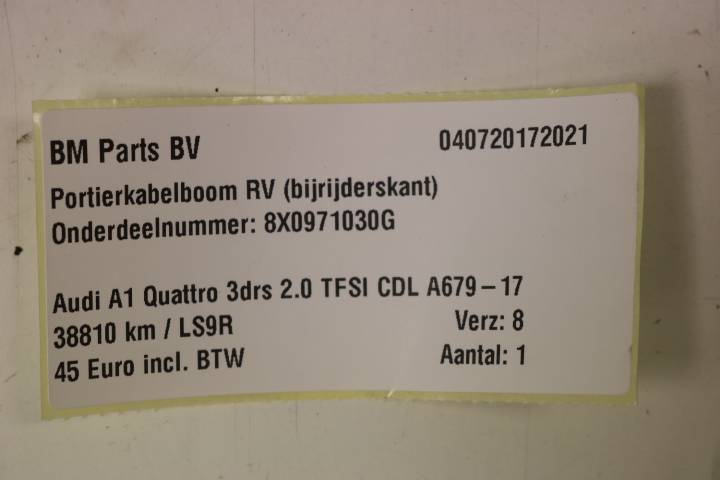 BM Parts BV 040720172021
Portierkabelboom RV (bijrijderskant)
Onderdeelnummer: 8X0971030G
Audi A1 Quattro 3drs 2.0 TFSI CDL A679-17
38810 km / LS9R Verz: 8
45 Euro incl. BTW Aantal: 1